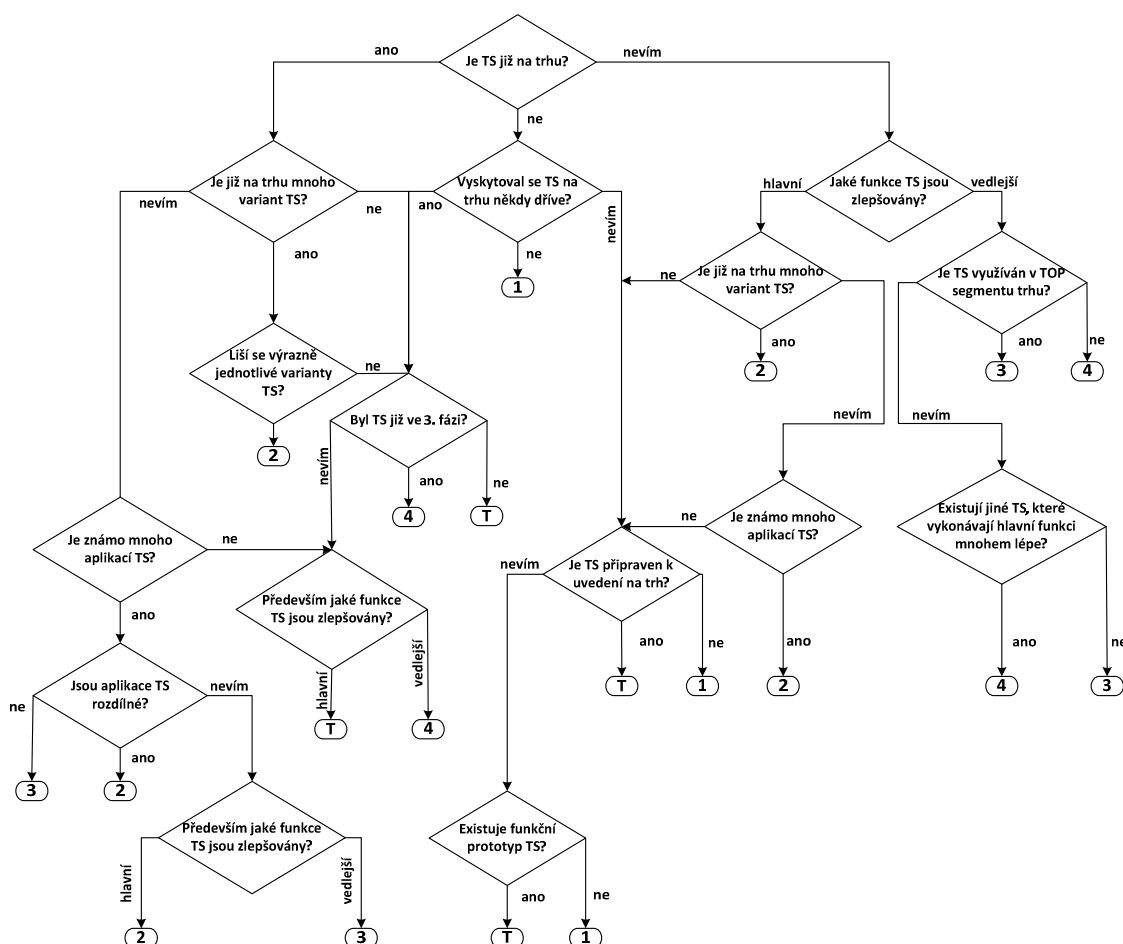 Je TS již na trhu?
ano
nevím
ne
Je již na trhu mnoho
variant TS?
nevím
ne
ano
Vyskytoval se TS na
trhu někdy dříve?
ano
nevím
ne
1
Jaké funkce TS jsou
zlepšovány?
hlavní
vedlejší
Je již na trhu mnoho
variant TS?
ne
ano
2
nevím
Je TS využíván v TOP
segmentu trhu?
ano
3
ne
4
nevím
Liší se výrazně
jednotlivé varianty
TS?
ne
2
Byl TS již ve 3. fázi?
nevím
ano
4
ne
T
Je známo mnoho
aplikací TS?
ne
ano
Především jaké funkce
TS jsou zlepšovány?
hlavní
T
vedlejší
4
Je TS připraven k
uvedení na trh?
nevím
ano
T
ne
1
Je známo mnoho
aplikací TS?
ne
ano
2
Existují jiné TS, které
vykonávají hlavní funkci
mnohem lépe?
ano
4
ne
3
Jsou aplikace TS
rozdílné?
ne
3
ano
2
nevím
Především jaké funkce
TS jsou zlepšovány?
hlavní
2
vedlejší
3
Existuje funkční
prototyp TS?
ano
T
ne
1